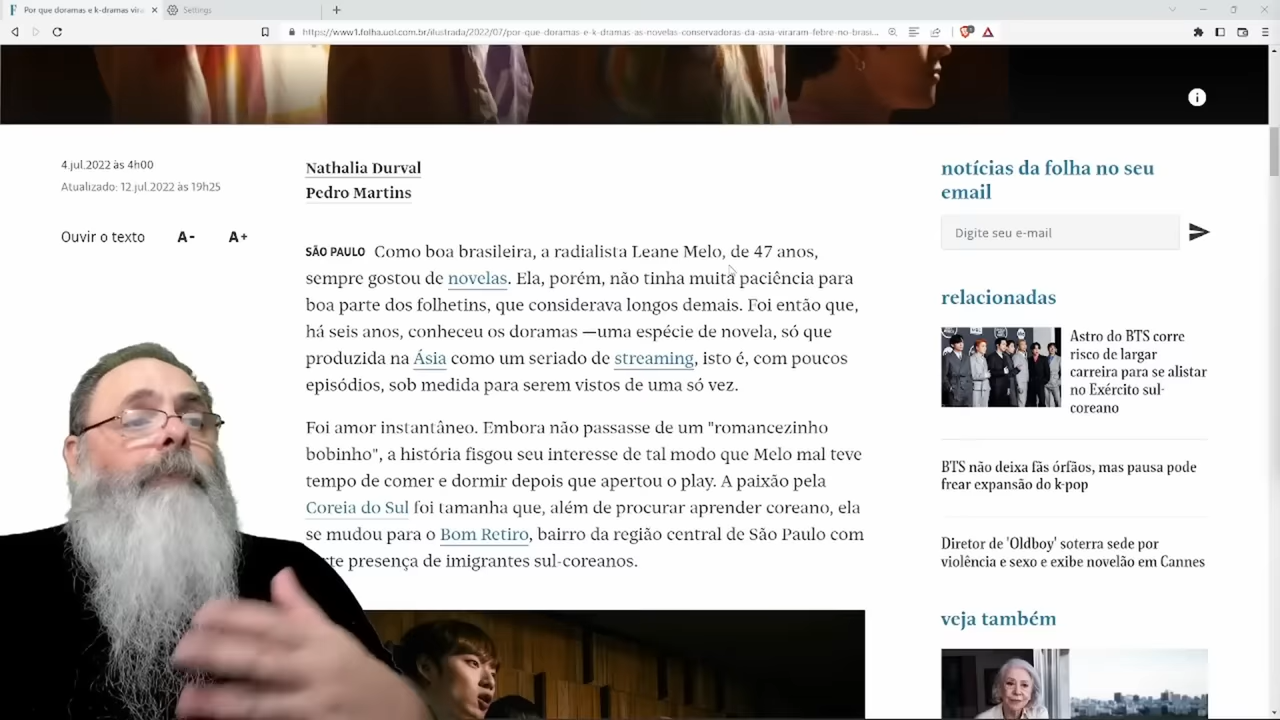 Por que doramas e k-dramas vira
Settings
https://www1.folha.uol.com.br/ilustrada/2022/07/por-que-doramas-e-k-dramas-as-novelas-conservadoras-da-asia-viraram-febre-no-brasi...
4.jul.2022 às 4h00
Atualizado: 12.jul.2022 às 19h25
Ouvir o texto A- A+
Nathalia Durval
Pedro Martins
SÃO PAULO Como boa brasileira, a radialista Leane Melo, de 47 anos,
sempre gostou de novelas. Ela, porém, não tinha muita paciência para
boa parte dos folhetins, que considerava longos demais. Foi então que,
há seis anos, conheceu os doramas —uma espécie de novela, só que
produzida na Ásia como um seriado de streaming, isto é, com poucos
episódios, sob medida para serem vistos de uma só vez.
Foi amor instantâneo. Embora não passasse de um "romancezinho
bobinho", a história fisgou seu interesse de tal modo que Melo mal teve
tempo de comer e dormir depois que apertou o play. A paixão pela
Coreia do Sul foi tamanha que, além de procurar aprender coreano, ela
se mudou para o Bom Retiro, bairro da região central de São Paulo com
presença de imigrantes sul-coreanos.
notícias da folha no seu
email
Digite seu e-mail
relacionadas
Astro do BTS corre
risco de largar
carreira para se alistar
no Exército sul-
coreano
BTS não deixa fãs órfãos, mas pausa pode
frear expansão do k-pop
Diretor de 'Oldboy' soterra sede por
violência e sexo e exibe novelão em Cannes
veja também